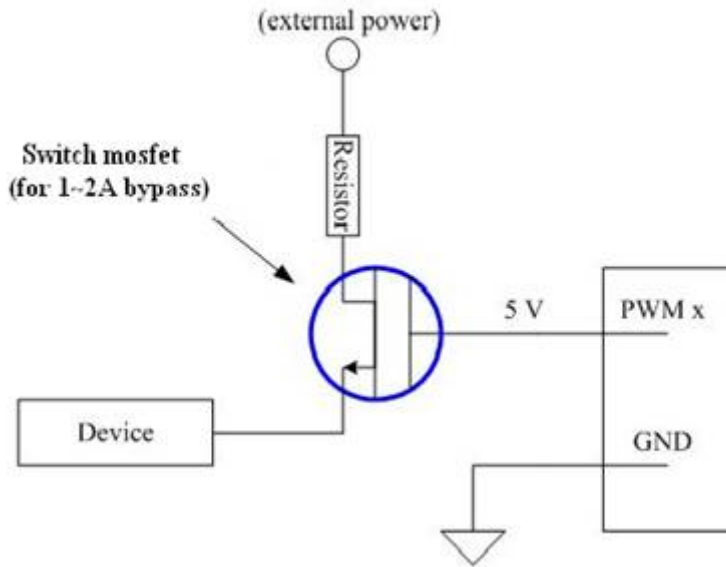 (external power)
Resistor
Switch mosfet
(for 1~2A bypass)
5 V
PWM x
Device
GND